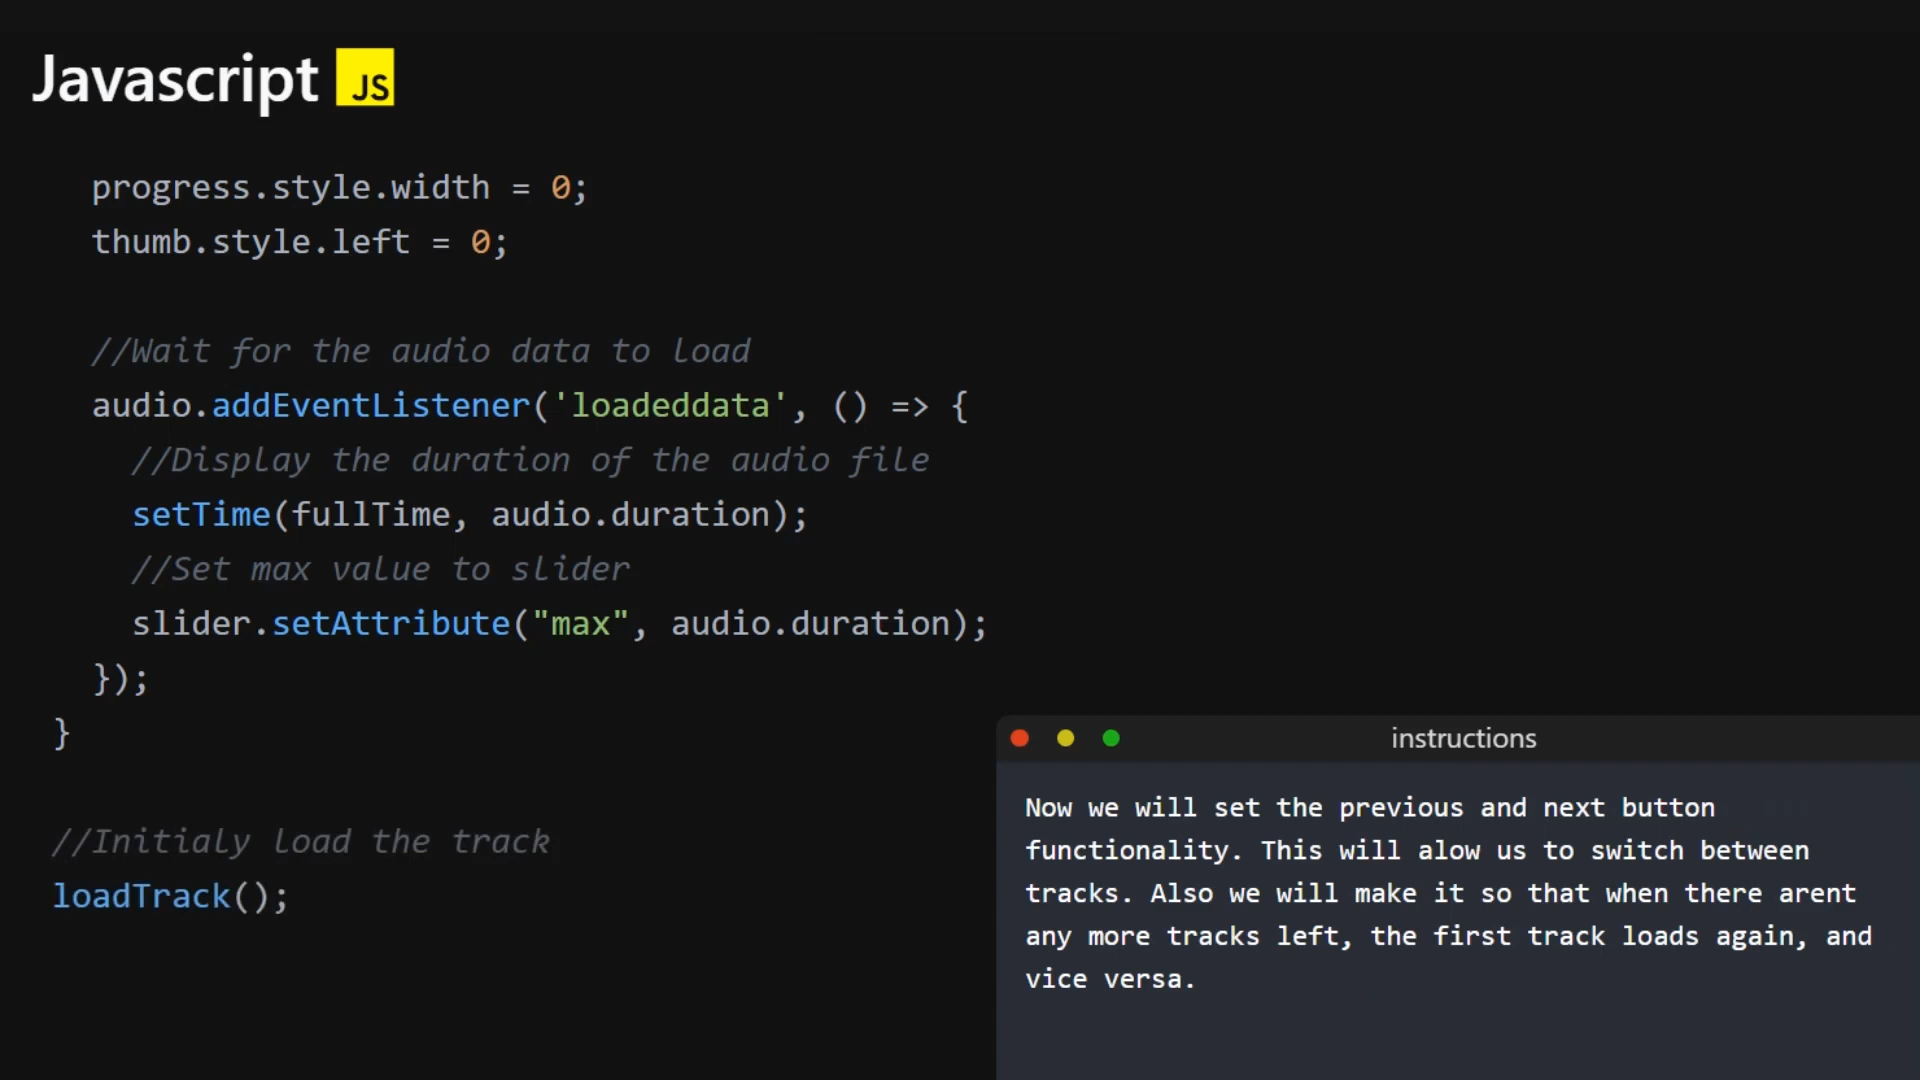 Javascript JS
progress.style.width = 0;
thumb.style.left = 0;
//Wait for the audio data to load
audio.addEventListener('loadeddata', () => {
//Display the duration of the audio file
setTime(fullTime, audio.duration);
//Set max value to slider
slider.setAttribute("max", audio.duration);
});
}
//Initialy load the track
loadTrack();
instructions
Now we will set the previous and next button
functionality. This will alow us to switch between
tracks. Also we will make it so that when there arent
any more tracks left, the first track loads again, and
vice versa.